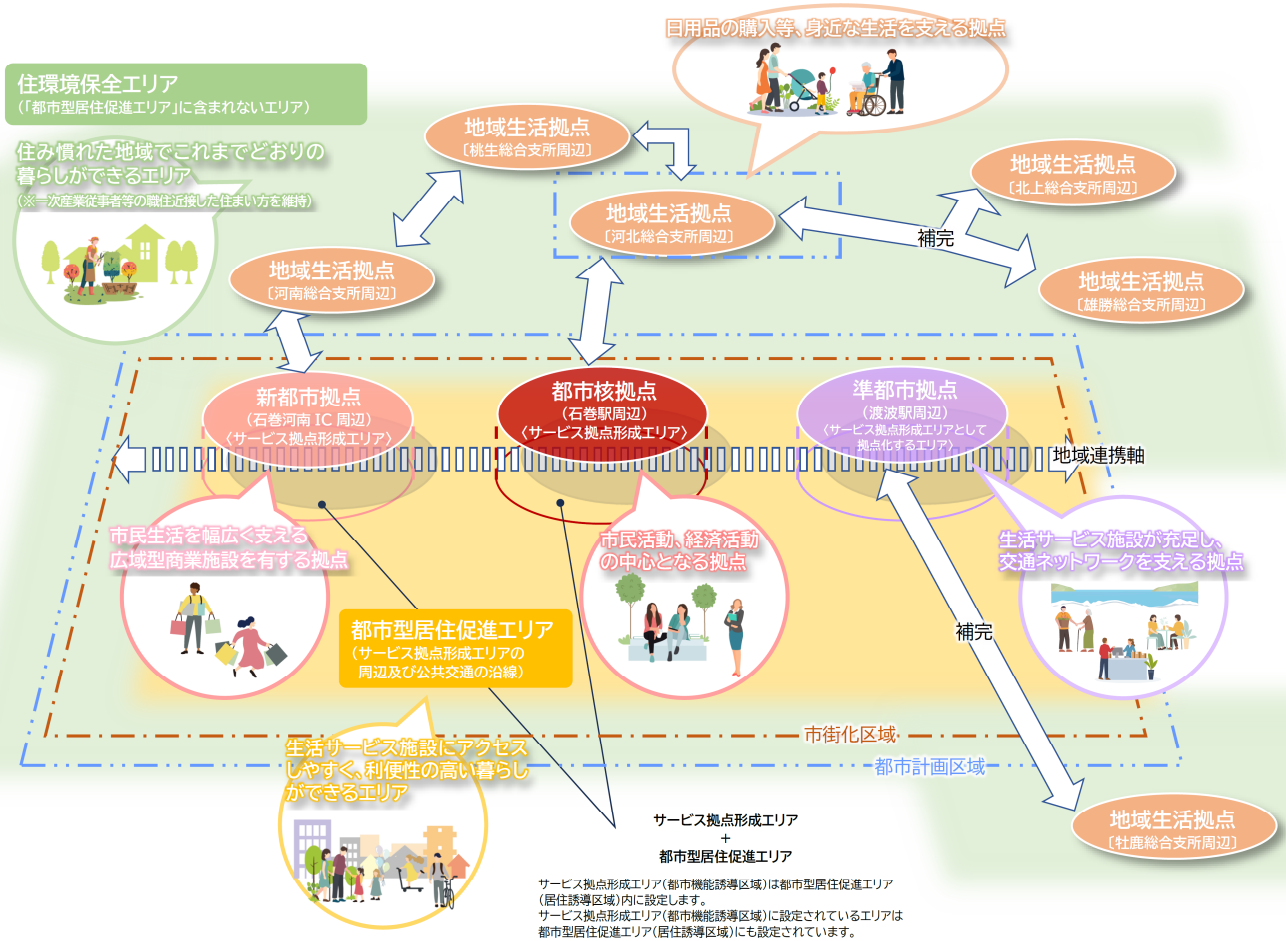 日用品の購入等、身近な生活を支える拠点
住環境保全エリア
(「都市型居住促進エリア」に含まれないエリア)
住み慣れた地域でこれまでどおりの
暮らしができるエリア
(※一次産業従事者等の職住近接した住まい方を維持)
地域生活拠点
〔桃生総合支所周辺〕
地域生活拠点
〔北上総合支所周辺〕
地域生活拠点
〔河北総合支所周辺〕
補完
地域生活拠点
〔河南総合支所周辺〕
地域生活拠点
〔雄勝総合支所周辺〕
新都市拠点
(石巻河南 IC 周辺)
〈サービス拠点形成エリア〉
都市核拠点
(石巻駅周辺)
〈サービス拠点形成エリア〉
準都市拠点
(渡波駅周辺)
〈サービス拠点形成エリアとして
拠点化するエリア〉
地域連携軸
市民生活を幅広く支える
広域型商業施設を有する拠点
市民活動、経済活動
の中心となる拠点
生活サービス施設が充足し、
交通ネットワークを支える拠点
都市型居住促進エリア
(サービス拠点形成エリアの
周辺及び公共交通の沿線)
補完
市街化区域
都市計画区域
生活サービス施設にアクセス
しやすく、利便性の高い暮らし
ができるエリア
サービス拠点形成エリア
+
都市型居住促進エリア
地域生活拠点
〔牡鹿総合支所周辺〕
サービス拠点形成エリア(都市機能誘導区域)は都市型居住促進エリア
(居住誘導区域)内に設定します。
サービス拠点形成エリア(都市機能誘導区域)に設定されているエリアは
都市型居住促進エリア(居住誘導区域)にも設定されています。